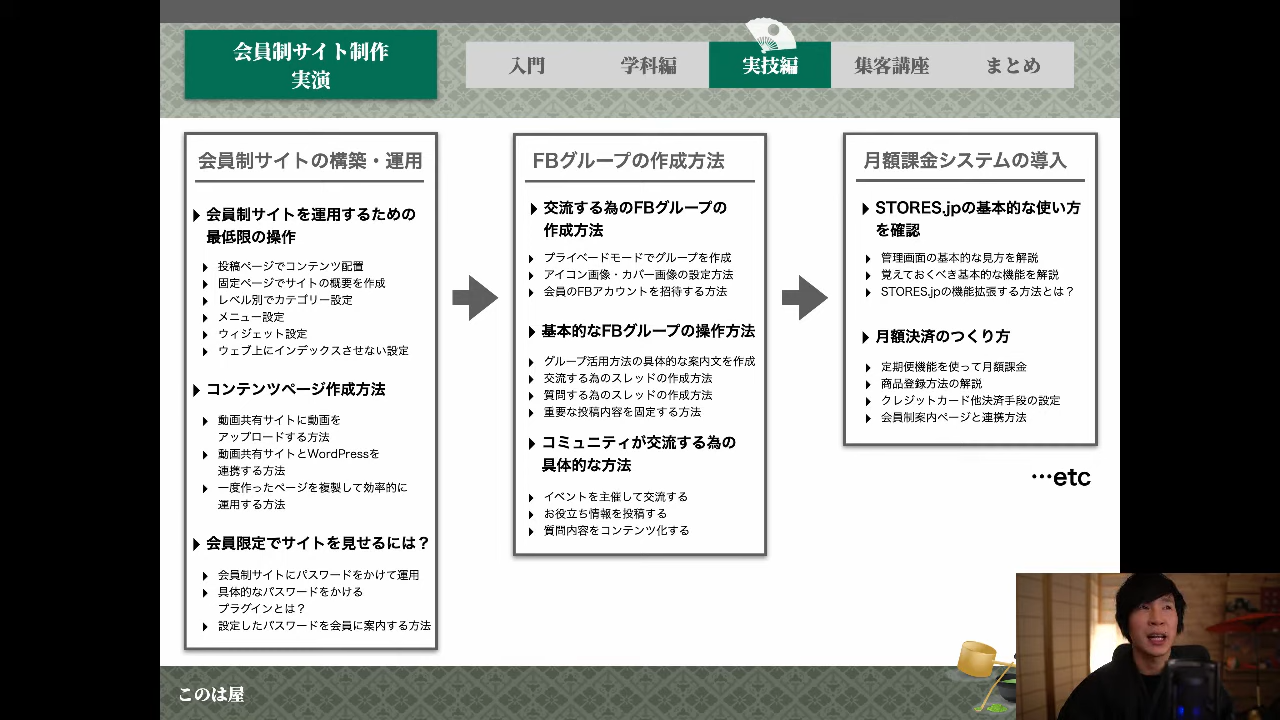 会員制サイト制作
実演
入門
学科編
実技編
集客講座
まとめ
会員制サイトの構築・運用
会員制サイトを運用するための
最低限の操作
投稿ページでコンテンツ配置
固定ページでサイトの概要を作成
レベル別でカテゴリー設定
メニュー設定
ウィジェット設定
ウェブ上にインデックスさせない設定
コンテンツページ作成方法
動画共有サイトに動画を
アップロードする方法
動画共有サイトとWordPressを
連携する方法
一度作ったページを複製して効率的に
運用する方法
会員限定でサイトを見せるには？
会員制サイトにパスワードをかけて運用
具体的なパスワードをかける
プラグインとは？
設定したパスワードを会員に案内する方法
FBグループの作成方法
交流する為のFBグループの
作成方法
プライベードモードでグループを作成
アイコン画像・カバー画像の設定方法
会員のFBアカウントを招待する方法
基本的なFBグループの操作方法
グループ活用方法の具体的な案内文を作成
交流する為のスレッドの作成方法
質問する為のスレッドの作成方法
重要な投稿内容を固定する方法
コミュニティが交流する為の
具体的な方法
イベントを主催して交流する
お役立ち情報を投稿する
質問内容をコンテンツ化する
月額課金システムの導入
STORES.jpの基本的な使い方
を確認
管理画面の基本的な見方を解説
覚えておくべき基本的な機能を解説
STORES.jpの機能拡張する方法とは？
月額決済のつくり方
定期便機能を使って月額課金
商品登録方法の解説
クレジットカード他決済手段の設定
会員制案内ページと連携方法
…etc
このは屋